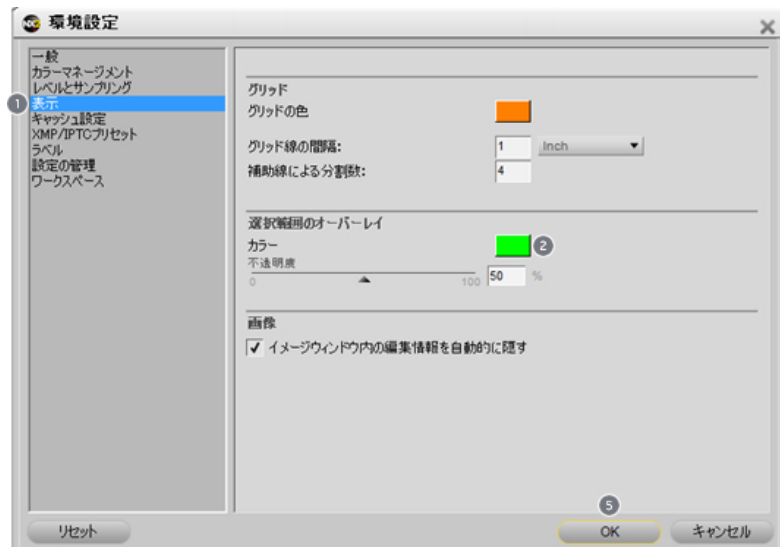 環境設定
一般
カラーマネージメント
レベルとサンプリング
1 表示
キャッシュ設定
XMP/IPTCプリセット
ラベル
設定の管理
ワークスペース
グリッド
グリッドの色
グリッド線の間隔: 1 Inch
補助線による分割数: 4
選択範囲のオーバーレイ
カラー 2
不透明度
0 100 50 %
画像
イメージウィンドウ内の編集情報を自動的に隠す
5
リセット OK キャンセル